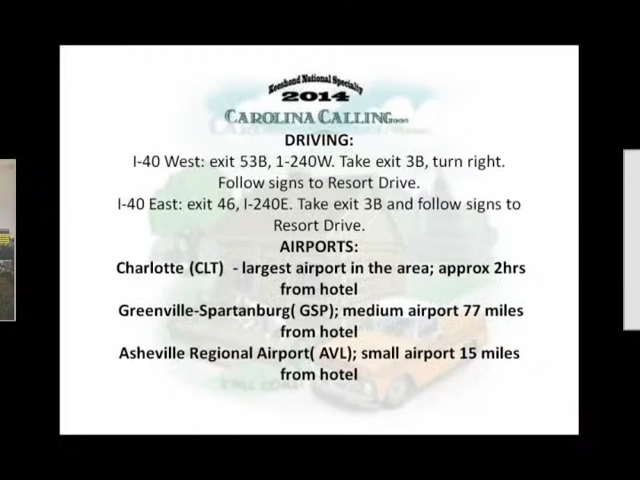 Keeshond National Specialty
2014
CAROLINA CALLING....
DRIVING:
I-40 West: exit 53B, 1-240W. Take exit 3B, turn right.
Follow signs to Resort Drive.
I-40 East: exit 46, I-240E. Take exit 3B and follow signs to
Resort Drive.
AIRPORTS:
Charlotte (CLT)  - largest airport in the area; approx 2hrs
from hotel
Greenville-Spartanburg( GSP); medium airport 77 miles
from hotel
Asheville Regional Airport( AVL); small airport 15 miles
from hotel